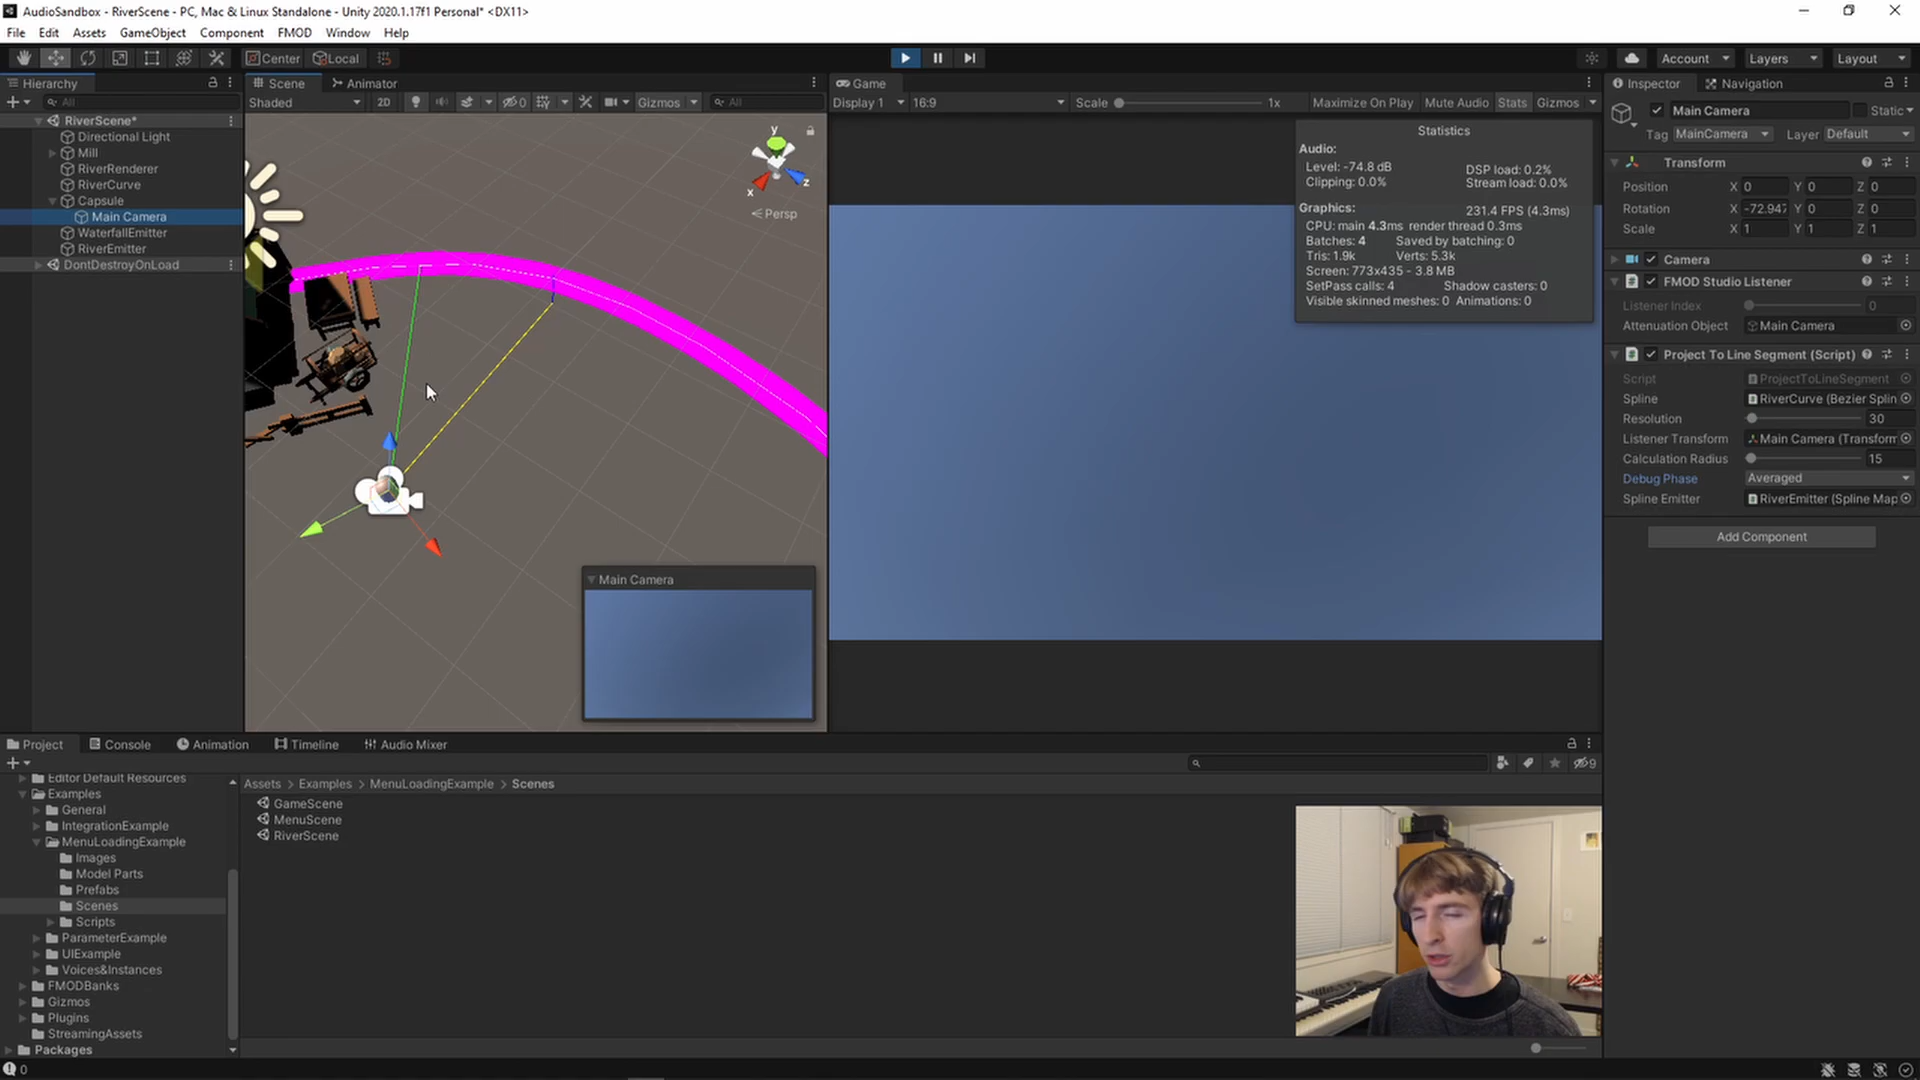 AudioSandbox - RiverScene - PC, Mac & Linux Standalone - Unity 2020.1.17f1 Personal* <DX11>
File Edit Assets GameObject Component FMOD Window Help
Center Local
Account Layers Layout
Hierarchy
All
RiverScene*
Directional Light
Mill
RiverRenderer
RiverCurve
Capsule
Main Camera
WaterfallEmitter
RiverEmitter
DontDestroyOnLoad
Scene Animator
Shaded 2D 0 Gizmos All
y
x
z
Persp
Main Camera
Game
Display 1 16:9 Scale 1x Maximize On Play Mute Audio Stats Gizmos
Statistics
Audio:
Level: -74.8 dB DSP load: 0.2%
Clipping: 0.0% Stream load: 0.0%
Graphics: 231.4 FPS (4.3ms)
CPU: main 4.3ms render thread 0.3ms
Batches: 4 Saved by batching: 0
Tris: 1.9k Verts: 5.3k
Screen: 773x435 - 3.8 MB
SetPass calls: 4 Shadow casters: 0
Visible skinned meshes: 0 Animations: 0
Inspector Navigation
Main Camera Static
Tag MainCamera Layer Default
Transform
Position X 0 Y 0 Z 0
Rotation X -72.947 Y 0 Z 0
Scale X 1 Y 1 Z 1
Camera
FMOD Studio Listener
Listener Index 0
Attenuation Object Main Camera
Project To Line Segment (Script)
Script ProjectToLineSegment
Spline RiverCurve (Bezier Splin
Resolution 30
Listener Transform Main Camera (Transform
Calculation Radius 15
Debug Phase Averaged
Spline Emitter RiverEmitter (Spline Map
Add Component
Project Console Animation Timeline Audio Mixer
9
Editor Default Resources
Examples
General
IntegrationExample
MenuLoadingExample
Images
Model Parts
Prefabs
Scenes
Scripts
ParameterExample
UIExample
Voices&Instances
FMODBanks
Gizmos
Plugins
StreamingAssets
Packages
Assets > Examples > MenuLoadingExample > Scenes
GameScene
MenuScene
RiverScene
0